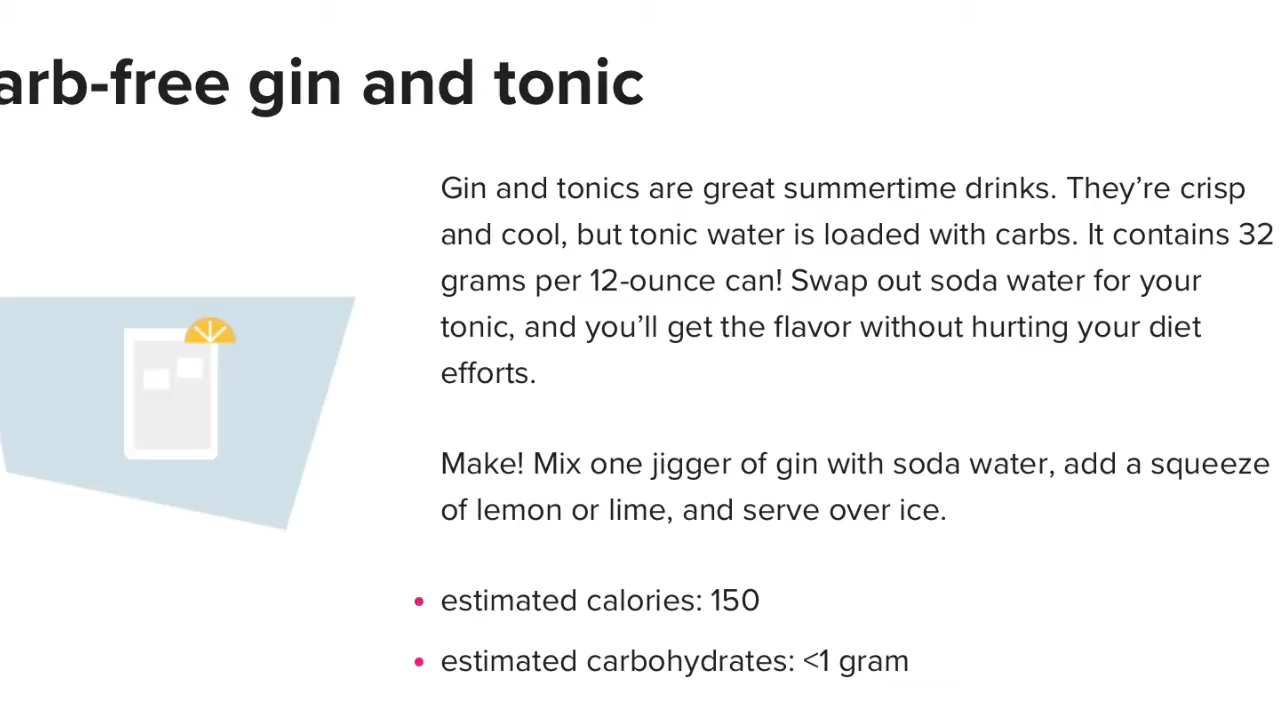 arb-free gin and tonic
Gin and tonics are great summertime drinks. They’re crisp
and cool, but tonic water is loaded with carbs. It contains 32
grams per 12-ounce can! Swap out soda water for your
tonic, and you’ll get the flavor without hurting your diet
efforts.
Make! Mix one jigger of gin with soda water, add a squeeze
of lemon or lime, and serve over ice.
• estimated calories: 150
• estimated carbohydrates: <1 gram